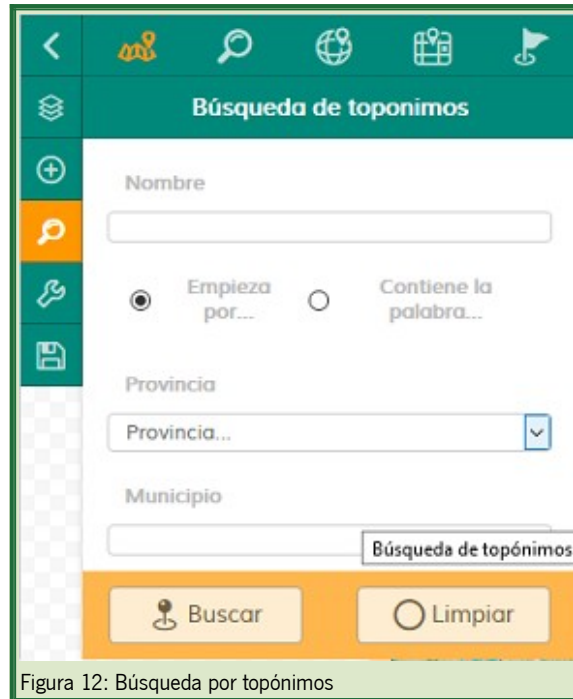 Búsqueda de toponimos
Nombre
Empieza
por...
Contiene la
palabra...
Provincia
Provincia...
Municipio
Búsqueda de topónimos
Buscar
Limpiar
Figura 12: Búsqueda por topónimos